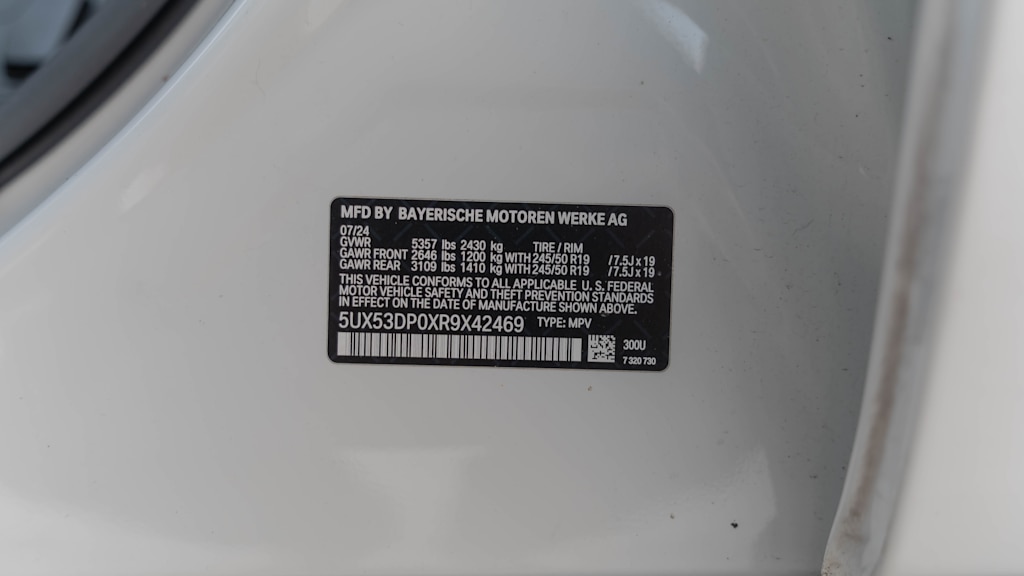 MFD BY BAYERISCHE MOTOREN WERKE AG
07/24
GVWR 5357 lbs 2430 kg TIRE / RIM
GAWR FRONT 2646 lbs 1200 kg WITH 245/50 R19 / 7.5J x 19
GAWR REAR 3109 lbs 1410 kg WITH 245/50 R19 / 7.5J x 19
THIS VEHICLE CONFORMS TO ALL APPLICABLE U. S. FEDERAL
MOTOR VEHICLE SAFETY AND THEFT PREVENTION STANDARDS
IN EFFECT ON THE DATE OF MANUFACTURE SHOWN ABOVE.
5UX53DP0XR9X42469 TYPE: MPV
300U
7 320 730